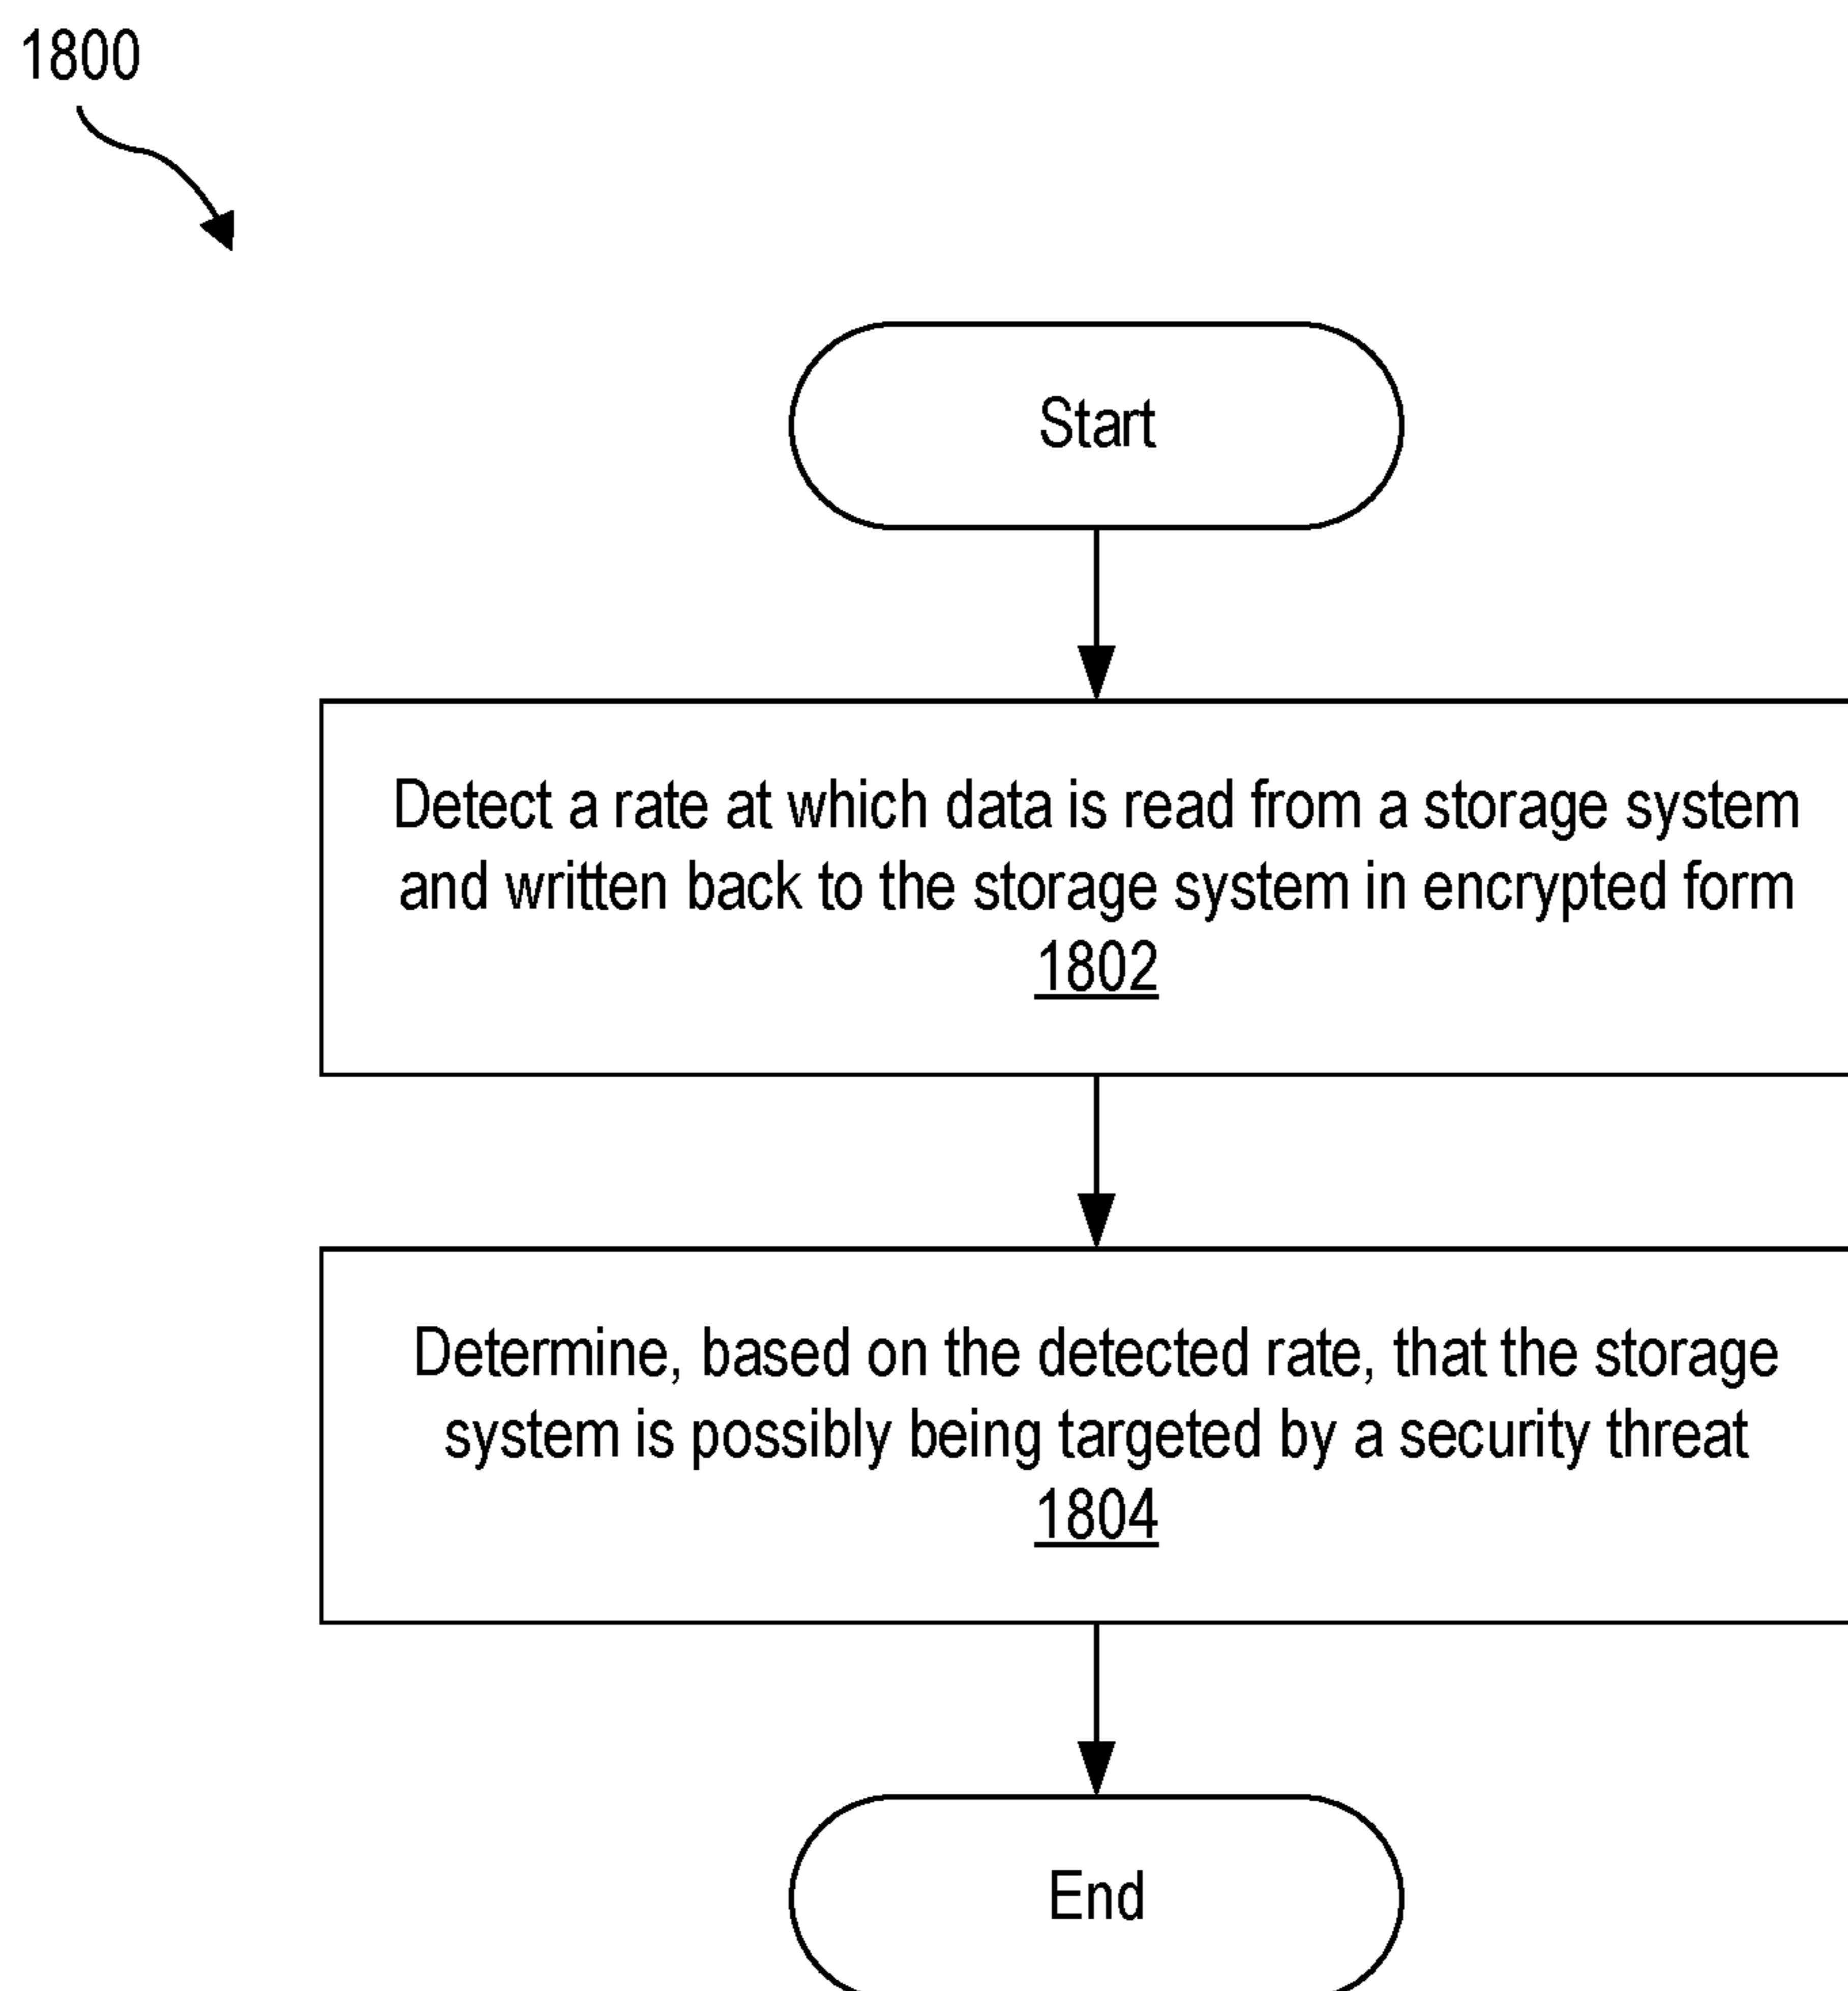 1800
Start
Detect a rate at which data is read from a storage system
and written back to the storage system in encrypted form
1802
Determine, based on the detected rate, that the storage
system is possibly being targeted by a security threat
1804
End